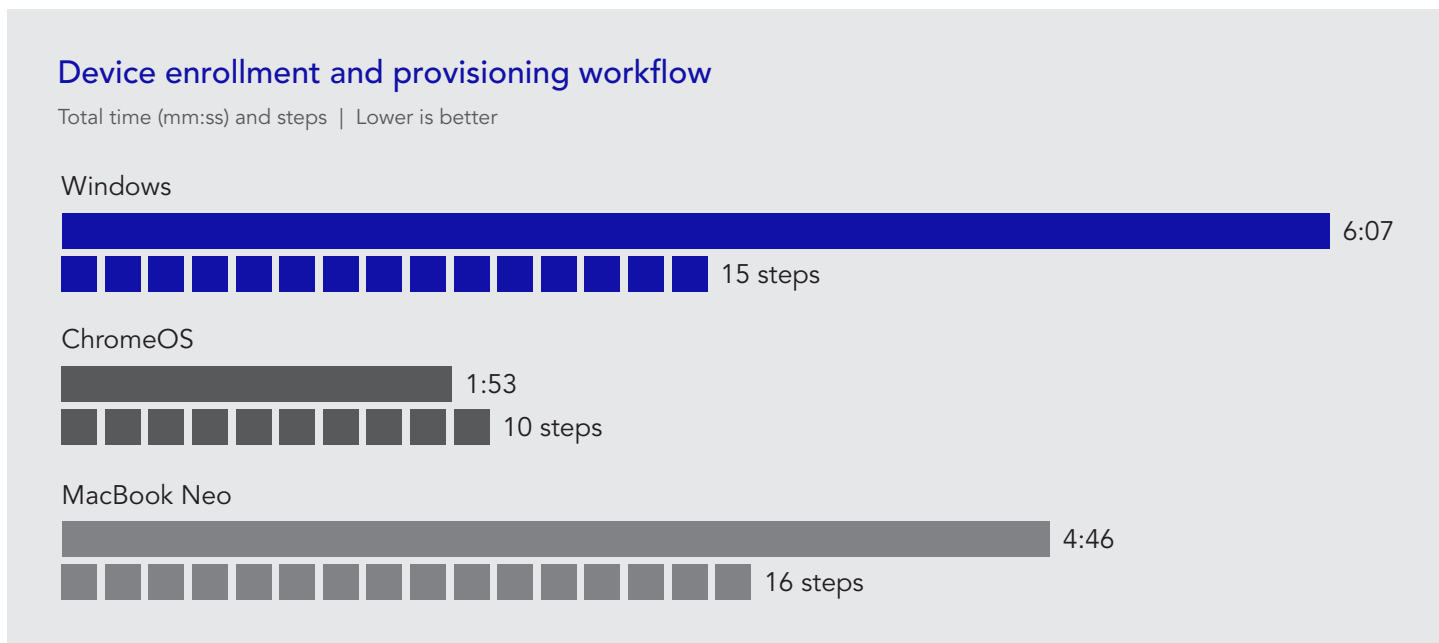 Device enrollment and provisioning workflow
Total time (mm:ss) and steps | Lower is better
Windows
6:07
15 steps
ChromeOS
1:53
10 steps
MacBook Neo
4:46
16 steps